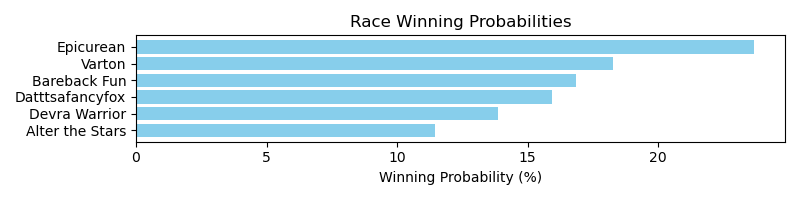 Race Winning Probabilities
Epicurean
Varton
Bareback Fun
Datttsafancyfox
Devra Warrior
Alter the Stars
0 5 10 15 20
Winning Probability (%)